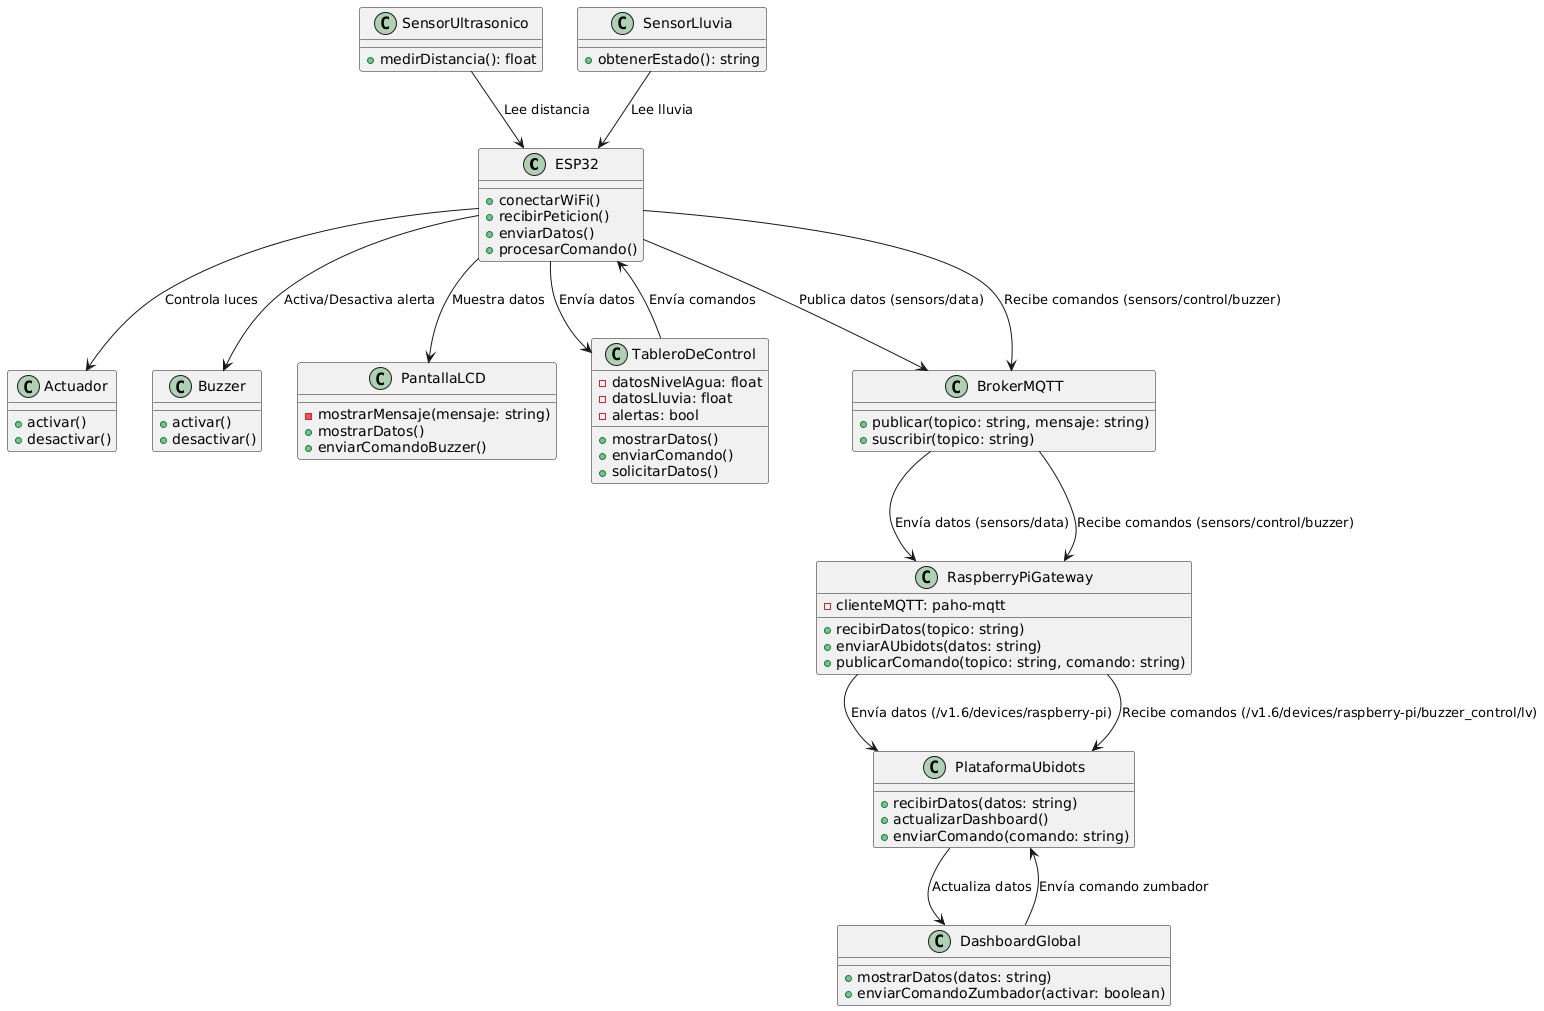 C SensorUltrasonico
medirDistancia(): float
C SensorLluvia
obtenerEstado(): string
Lee distancia
Lee lluvia
C ESP32
conectarWiFi()
recibirPeticion()
enviarDatos()
procesarComando()
Controla luces
Activa/Desactiva alerta
Muestra datos
Envía datos
Envía comandos
Publica datos (sensors/data)
Recibe comandos (sensors/control/buzzer)
C Actuador
activar()
desactivar()
C Buzzer
activar()
desactivar()
C PantallaLCD
mostrarMensaje(mensaje: string)
mostrarDatos()
enviarComandoBuzzer()
C TableroDeControl
datosNivelAgua: float
datosLluvia: float
alertas: bool
mostrarDatos()
enviarComando()
solicitarDatos()
C BrokerMQTT
publicar(topico: string, mensaje: string)
suscribir(topico: string)
Envía datos (sensors/data)
Recibe comandos (sensors/control/buzzer)
C RaspberryPiGateway
clienteMQTT: paho-mqtt
recibirDatos(topico: string)
enviarAUbidots(datos: string)
publicarComando(topico: string, comando: string)
Envía datos (/v1.6/devices/raspberry-pi)
Recibe comandos (/v1.6/devices/raspberry-pi/buzzer_control/lv)
C PlataformaUbidots
recibirDatos(datos: string)
actualizarDashboard()
enviarComando(comando: string)
Actualiza datos
Envía comando zumbador
C DashboardGlobal
mostrarDatos(datos: string)
enviarComandoZumbador(activar: boolean)